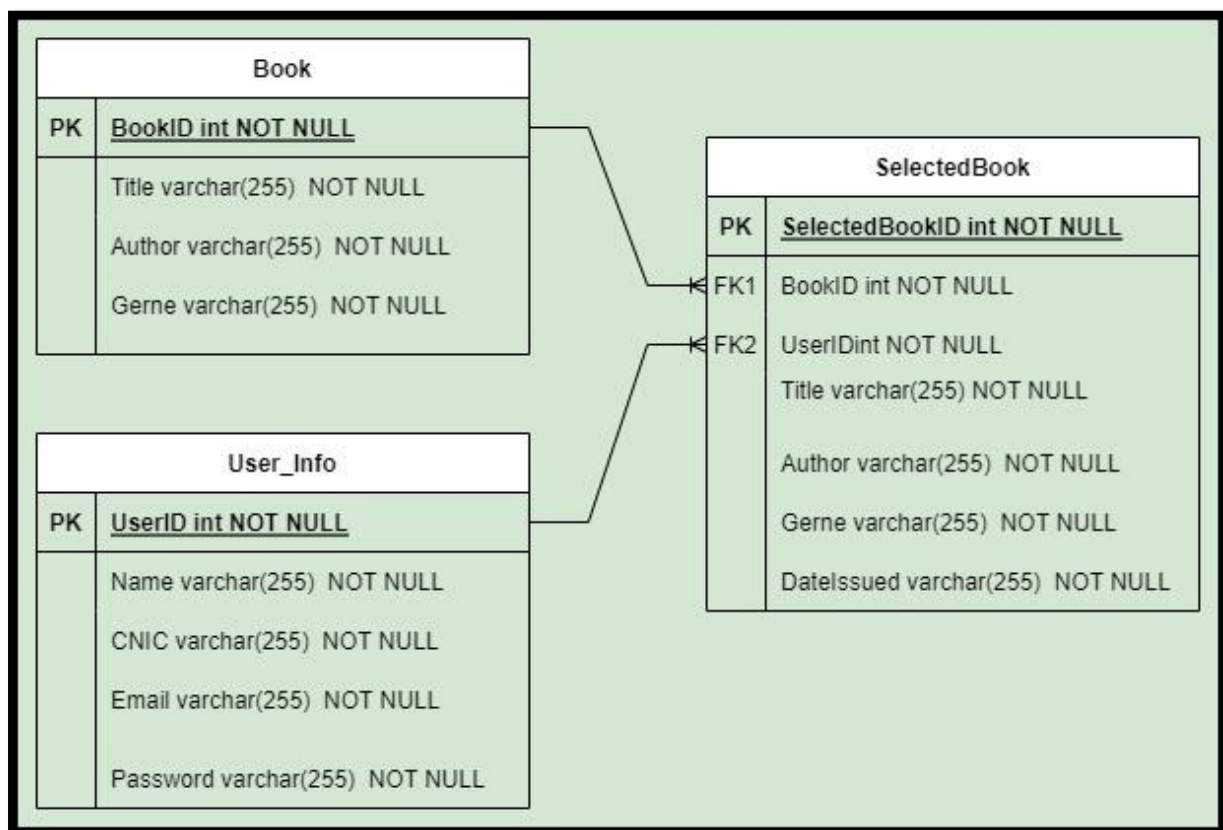 Book
PK BookID int NOT NULL
Title varchar(255) NOT NULL
Author varchar(255) NOT NULL
Gerne varchar(255) NOT NULL
User_Info
PK UserID int NOT NULL
Name varchar(255) NOT NULL
CNIC varchar(255) NOT NULL
Email varchar(255) NOT NULL
Password varchar(255) NOT NULL
SelectedBook
PK SelectedBookID int NOT NULL
FK1 BookID int NOT NULL
FK2 UserIDint NOT NULL
Title varchar(255) NOT NULL
Author varchar(255) NOT NULL
Gerne varchar(255) NOT NULL
DateIssued varchar(255) NOT NULL